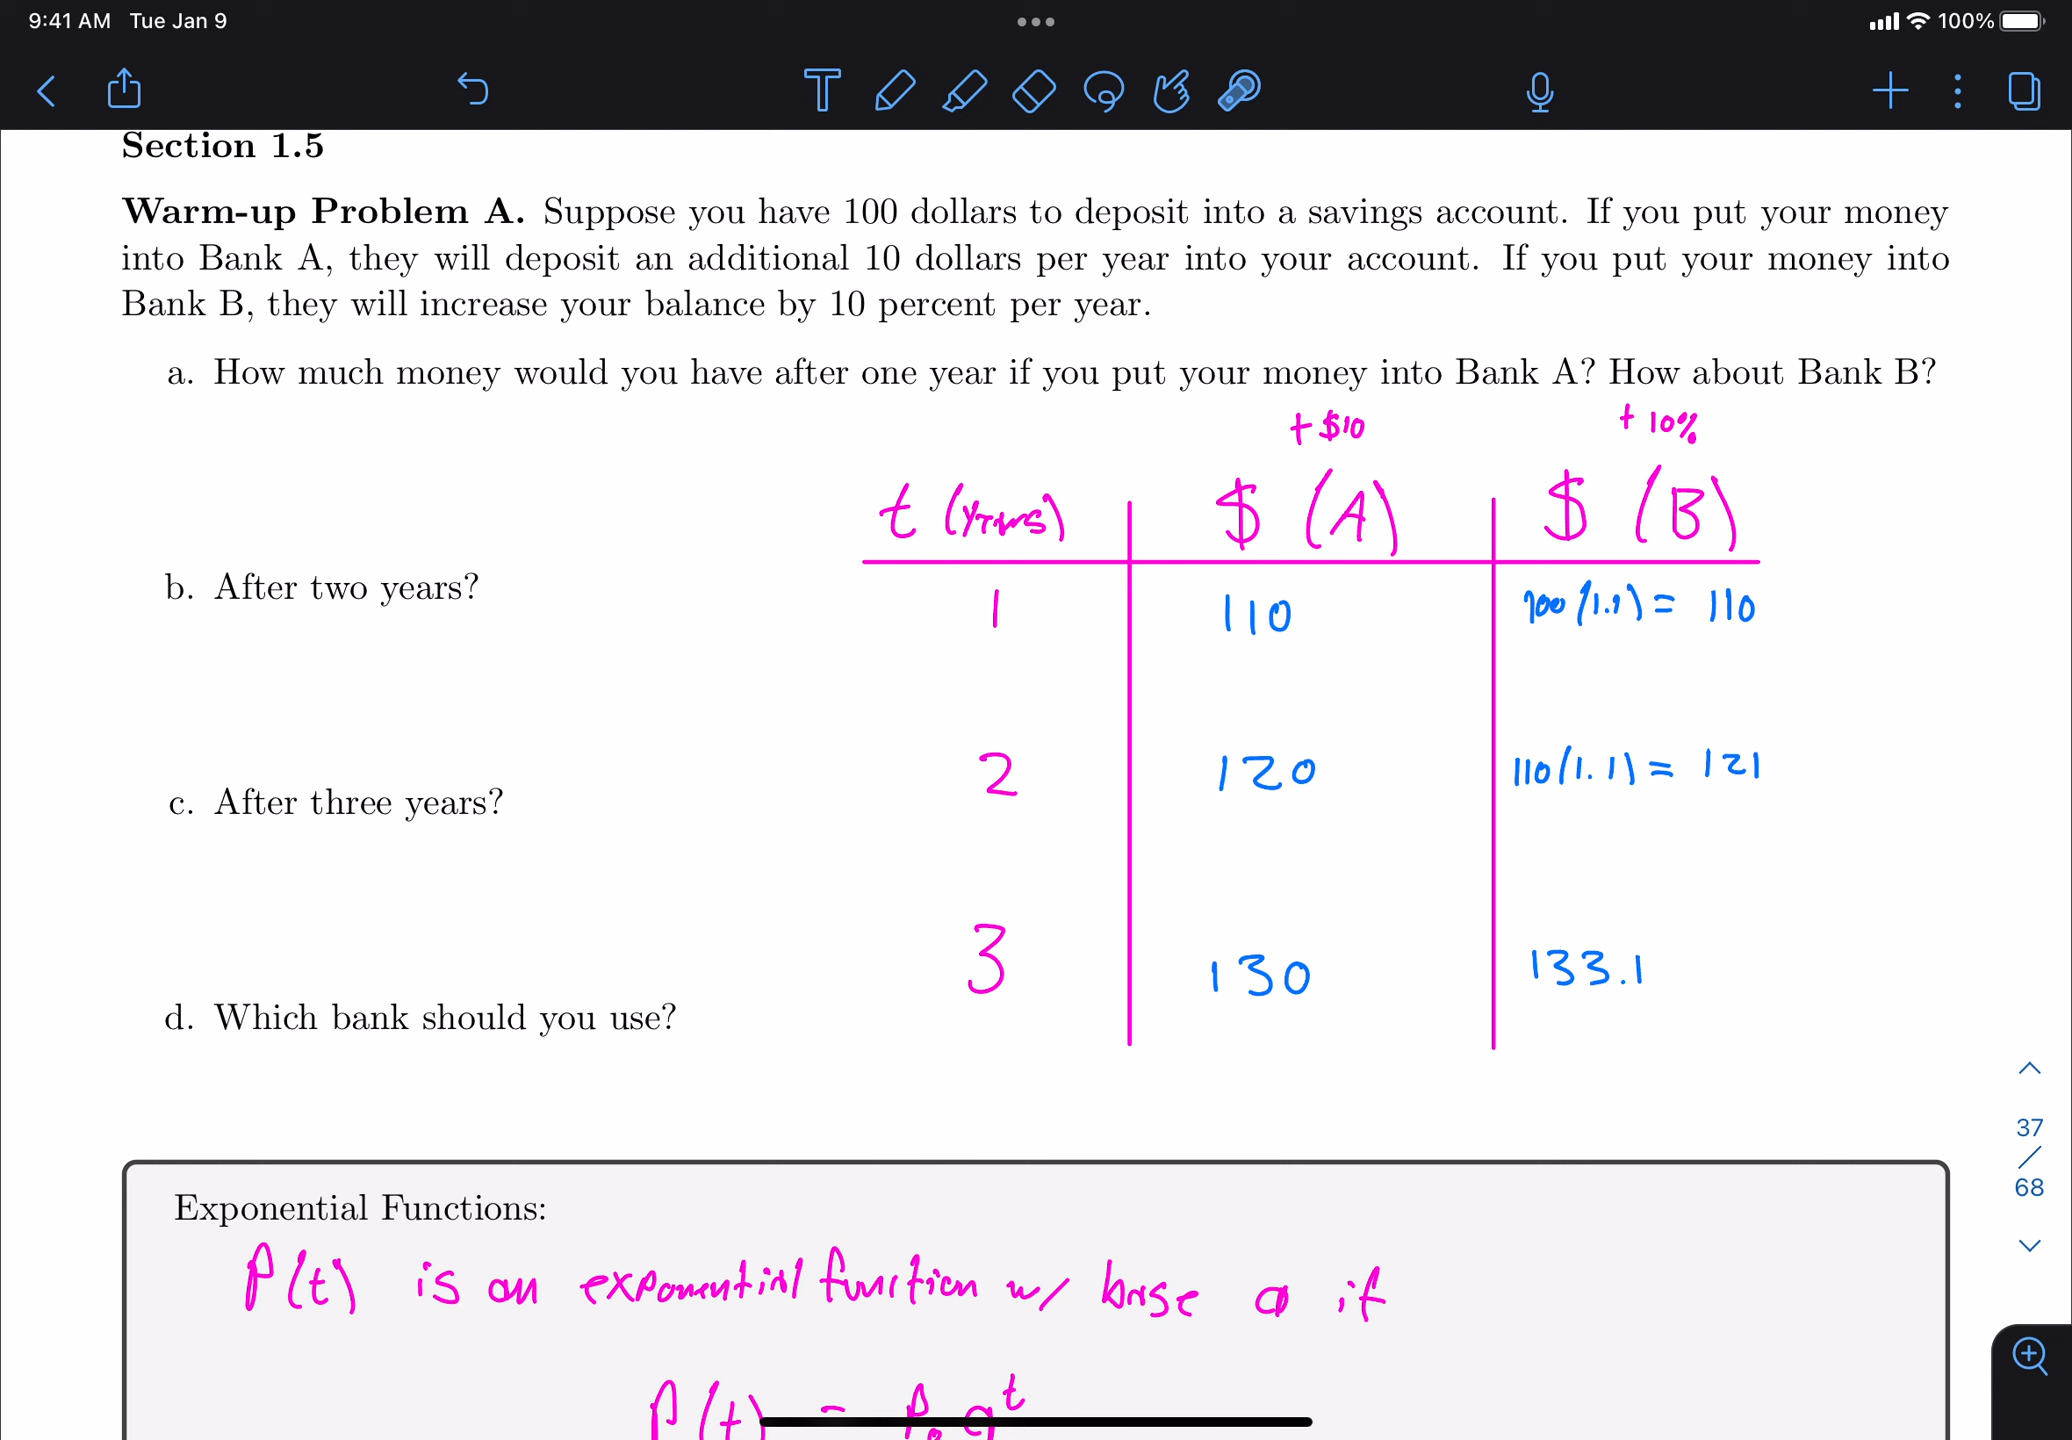 9:41 AM Tue Jan 9
100%
Section 1.5
Warm-up Problem A. Suppose you have 100 dollars to deposit into a savings account. If you put your money
into Bank A, they will deposit an additional 10 dollars per year into your account. If you put your money into
Bank B, they will increase your balance by 10 percent per year.
a. How much money would you have after one year if you put your money into Bank A? How about Bank B?
+ $10 + 10%
t (years) $ (A) $ (B)
b. After two years?
1 110 100 (1.1) = 110
2 120 110 (1.1) = 121
c. After three years?
3 130 133.1
d. Which bank should you use?
37
/
68
Exponential Functions:
P(t) is an exponential function w/ base a if
P(t) = P₀ aᵗ